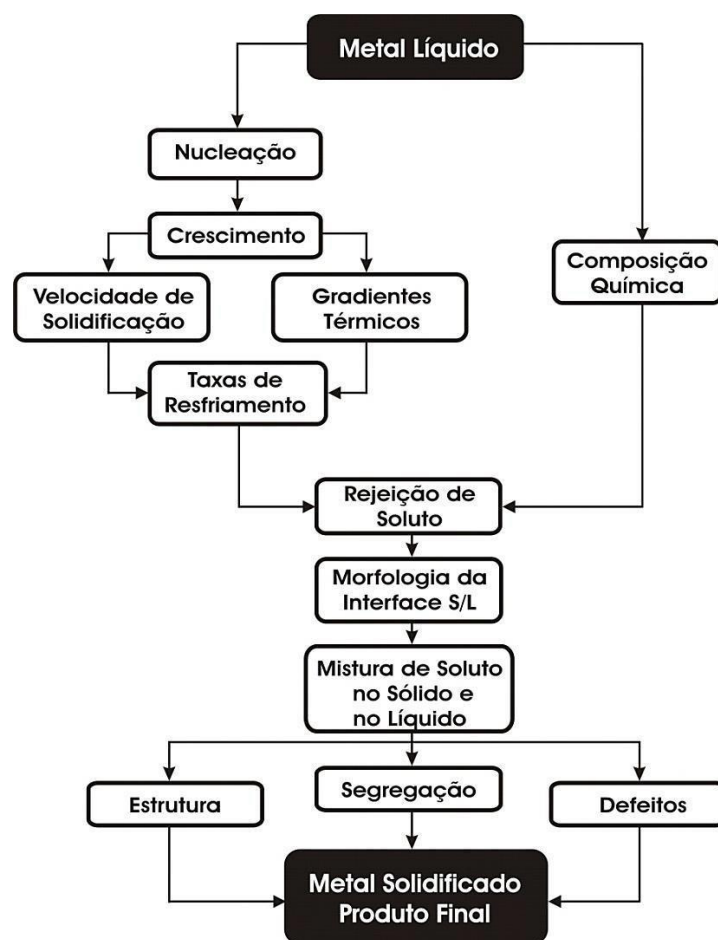 Metal Líquido
Nucleação
Crescimento
Composição
Química
Velocidade de
Solidificação
Gradientes
Térmicos
Taxas de
Resfriamento
Rejeição de
Soluto
Morfologia da
Interface S/L
Mistura de Soluto
no Sólido e
no Líquido
Estrutura
Segregação
Defeitos
Metal Solidificado
Produto Final